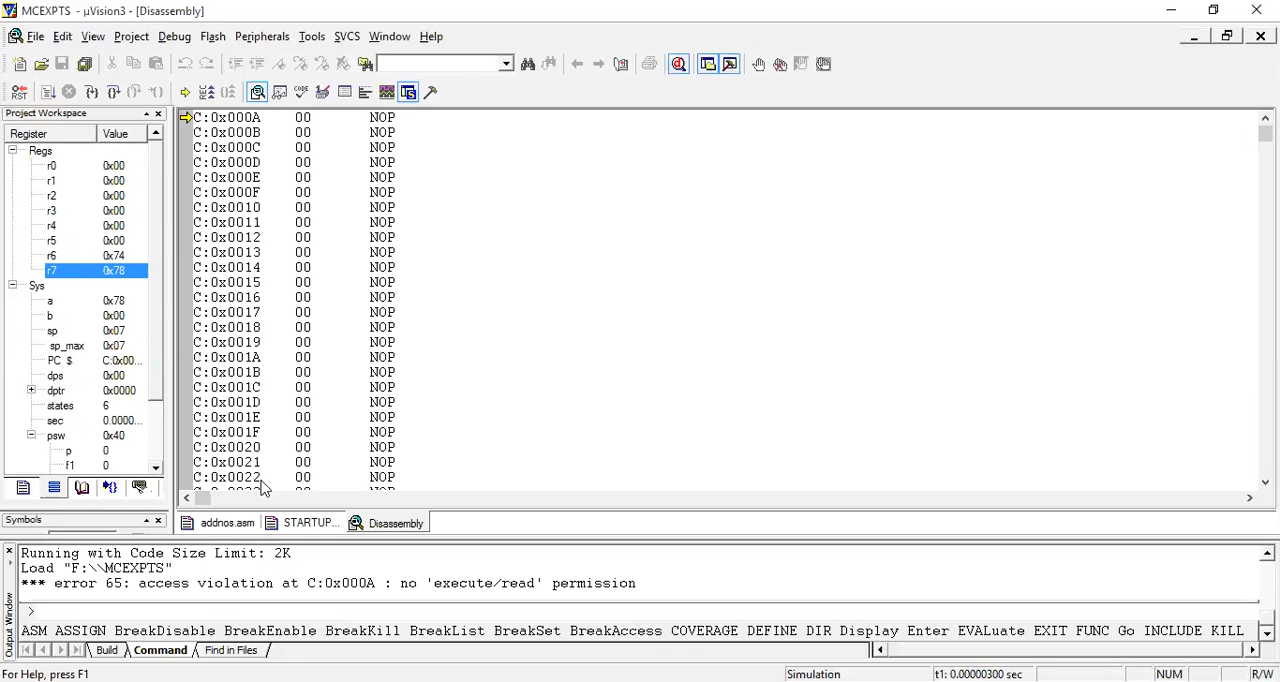 MCEXPTS - µVision3 - [Disassembly]
File Edit View Project Debug Flash Peripherals Tools SVCS Window Help
RST
CODE
Project Workspace
Register Value
Regs
r0 0x00
r1 0x00
r2 0x00
r3 0x00
r4 0x00
r5 0x00
r6 0x74
r7 0x78
Sys
a 0x78
b 0x00
sp 0x07
sp_max 0x07
PC $ C:0x00...
dps 0x00
dptr 0x0000
states 6
sec 0.0000...
psw 0x40
p 0
f1 0
Symbols
C:0x000A 00 NOP
C:0x000B 00 NOP
C:0x000C 00 NOP
C:0x000D 00 NOP
C:0x000E 00 NOP
C:0x000F 00 NOP
C:0x0010 00 NOP
C:0x0011 00 NOP
C:0x0012 00 NOP
C:0x0013 00 NOP
C:0x0014 00 NOP
C:0x0015 00 NOP
C:0x0016 00 NOP
C:0x0017 00 NOP
C:0x0018 00 NOP
C:0x0019 00 NOP
C:0x001A 00 NOP
C:0x001B 00 NOP
C:0x001C 00 NOP
C:0x001D 00 NOP
C:0x001E 00 NOP
C:0x001F 00 NOP
C:0x0020 00 NOP
C:0x0021 00 NOP
C:0x0022 00 NOP
addnos.asm STARTUP... Disassembly
Running with Code Size Limit: 2K
Load "F:\\MCEXPTS"
*** error 65: access violation at C:0x000A : no 'execute/read' permission
>
ASM ASSIGN BreakDisable BreakEnable BreakKill BreakList BreakSet BreakAccess COVERAGE DEFINE DIR Display Enter EVALuate EXIT FUNC Go INCLUDE KILL
Output Window
Build Command Find in Files
For Help, press F1 Simulation t1: 0.00000300 sec NUM R/W